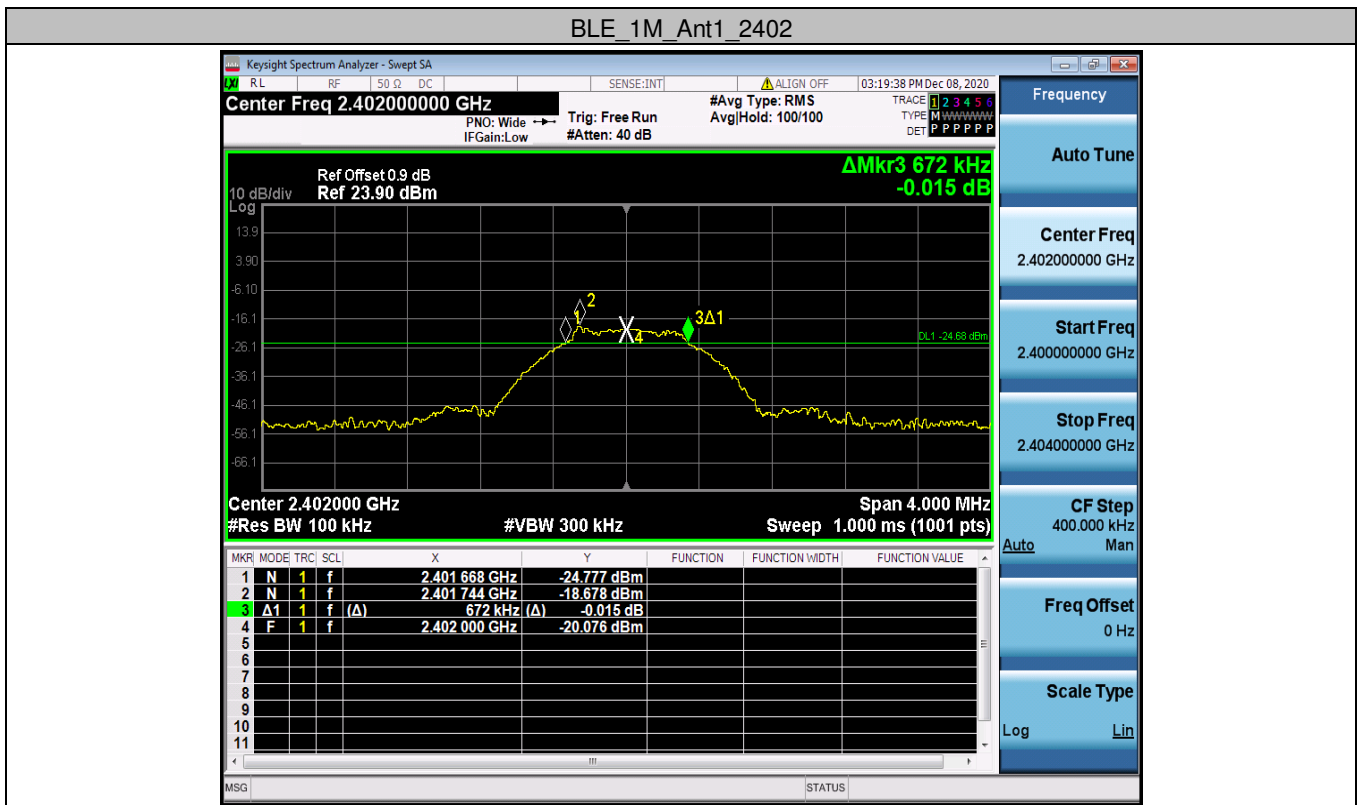 BLE_1M_Ant1_2402
Keysight Spectrum Analyzer - Swept SA
LXI RL RF 50 Ω DC SENSE:INT ALIGN OFF 03:19:38 PM Dec 08, 2020
Center Freq 2.402000000 GHz
PNO: Wide
IFGain:Low
Trig: Free Run
#Atten: 40 dB
#Avg Type: RMS
Avg|Hold: 100/100
TRACE 1 2 3 4 5 6
TYPE M WWWWW
DET P P P P P P
ΔMkr3 672 kHz
-0.015 dB
Ref Offset 0.9 dB
10 dB/div Ref 23.90 dBm
Log
13.9
3.90
-6.10
-16.1
-26.1
-36.1
-46.1
-56.1
-66.1
1
2
3Δ1
4
DL1 -24.68 dBm
Center 2.402000 GHz Span 4.000 MHz
#Res BW 100 kHz #VBW 300 kHz Sweep 1.000 ms (1001 pts)
MKR MODE TRC SCL X Y FUNCTION FUNCTION WIDTH FUNCTION VALUE
1 N 1 f 2.401 668 GHz -24.777 dBm
2 N 1 f 2.401 744 GHz -18.678 dBm
3 Δ1 1 f (Δ) 672 kHz (Δ) -0.015 dB
4 F 1 f 2.402 000 GHz -20.076 dBm
5
6
7
8
9
10
11
MSG STATUS
Frequency
Auto Tune
Center Freq
2.402000000 GHz
Start Freq
2.400000000 GHz
Stop Freq
2.404000000 GHz
CF Step
400.000 kHz
Auto Man
Freq Offset
0 Hz
Scale Type
Log Lin